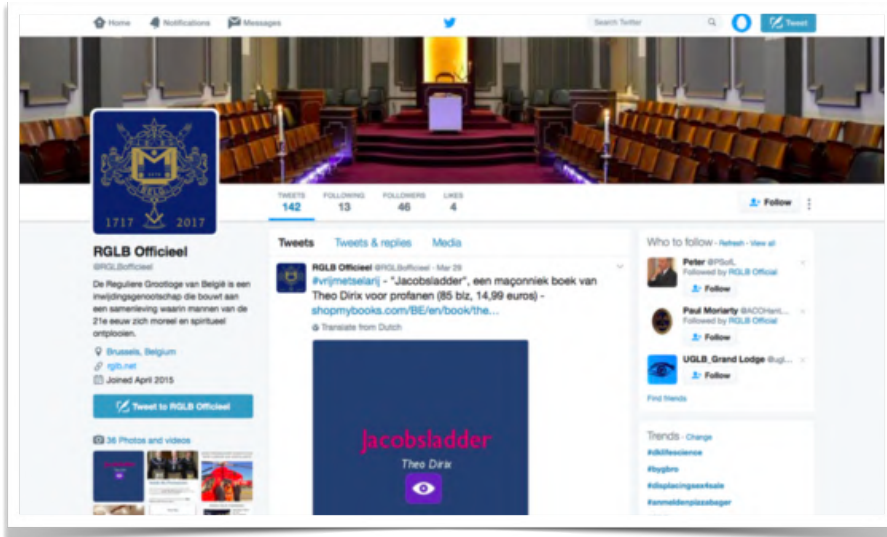 Home Notifications Messages Search Twitter Tweet
1717 2017
TWEETS FOLLOWING FOLLOWERS LIKES
142 13 46 4
Follow
RGLB Officieel
@RGLBofficieel
De Reguliere Grootloge van België is een
inwijdingsgenootschap die bouwt aan
een samenleving waarin mannen van de
21e eeuw zich moreel en spiritueel
ontplooien.
Brussels, Belgium
rglb.net
Joined April 2015
Tweet to RGLB Officieel
36 Photos and videos
Tweets Tweets & replies Media
RGLB Officieel @RGLBofficieel · Mar 29
#vrijmetselarij - "Jacobsladder", een maçonniek boek van
Theo Dirix voor profanen (85 blz, 14,99 euros) -
shopmybooks.com/BE/en/book/the...
Translate from Dutch
Jacobsladder
Theo Dirix
Who to follow · Refresh · View all
Peter @PSofL
Followed by RGLB Official
Follow
Paul Moriarty @ACOHant...
Followed by RGLB Official
Follow
UGLB_Grand Lodge @ugl...
Follow
Find friends
Trends · Change
#dklifescience
#bygbro
#displacingsex4sale
#anmeldenpizzabager